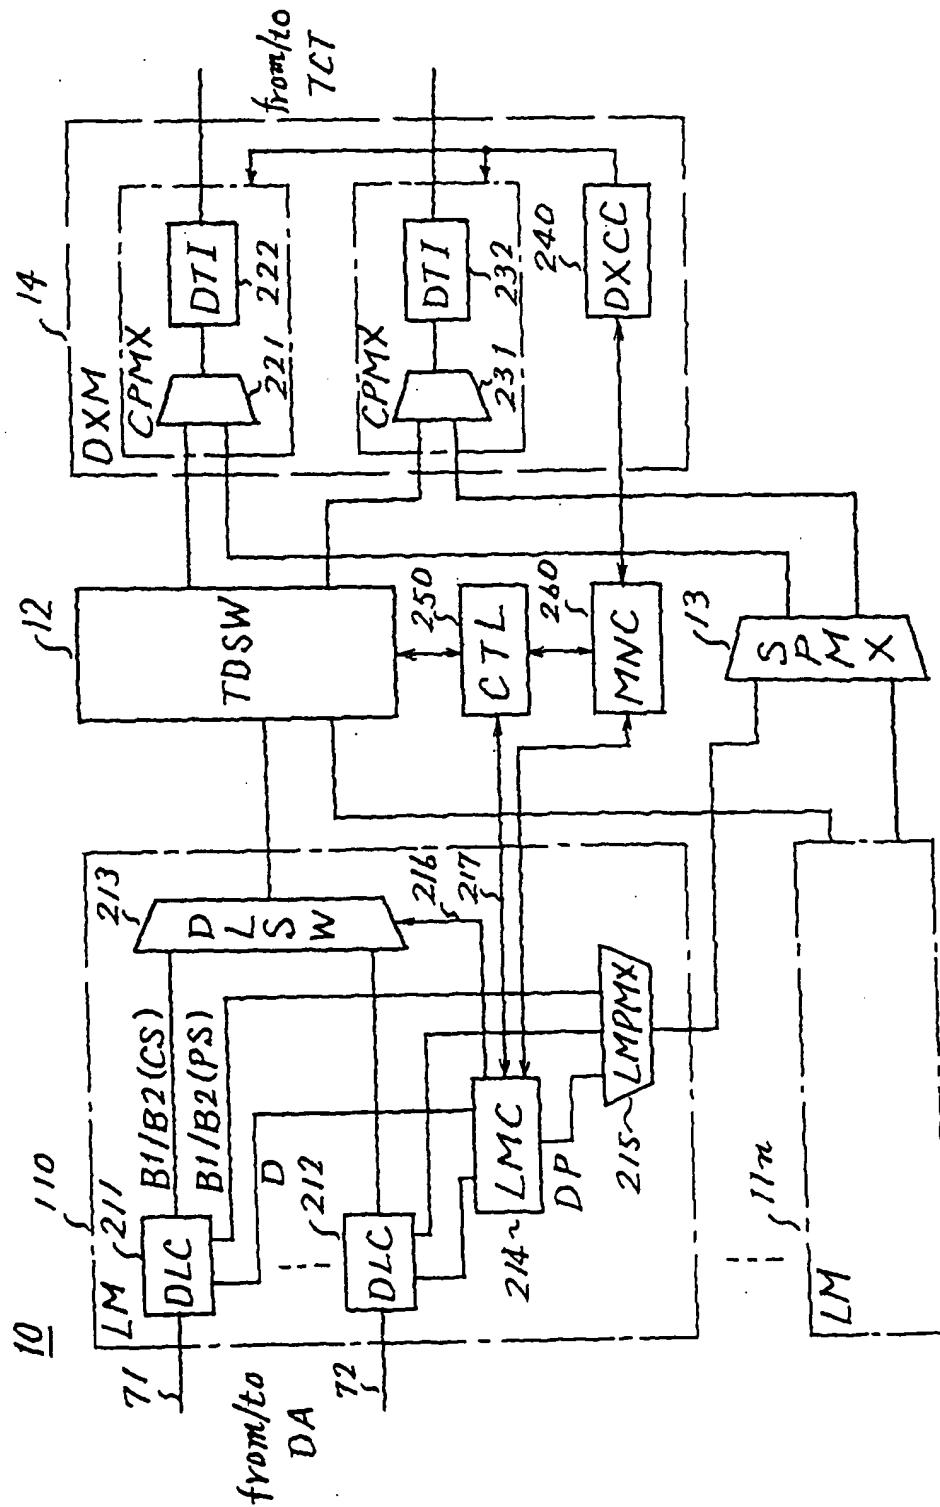 10
71
from/to
DA
72
110
LM
211
DLC
B1/B2(CS)
B1/B2(PS)
D
212
DLC
213
DLSW
216
217
214
LMC
DP
215
LMPMX
11n
LM
12
TDSW
250
CTL
260
MNC
13
SPMX
14
DXM
CPMX
221
DTI
222
CPMX
231
DTI
232
240
DXCC
from/to
TCT